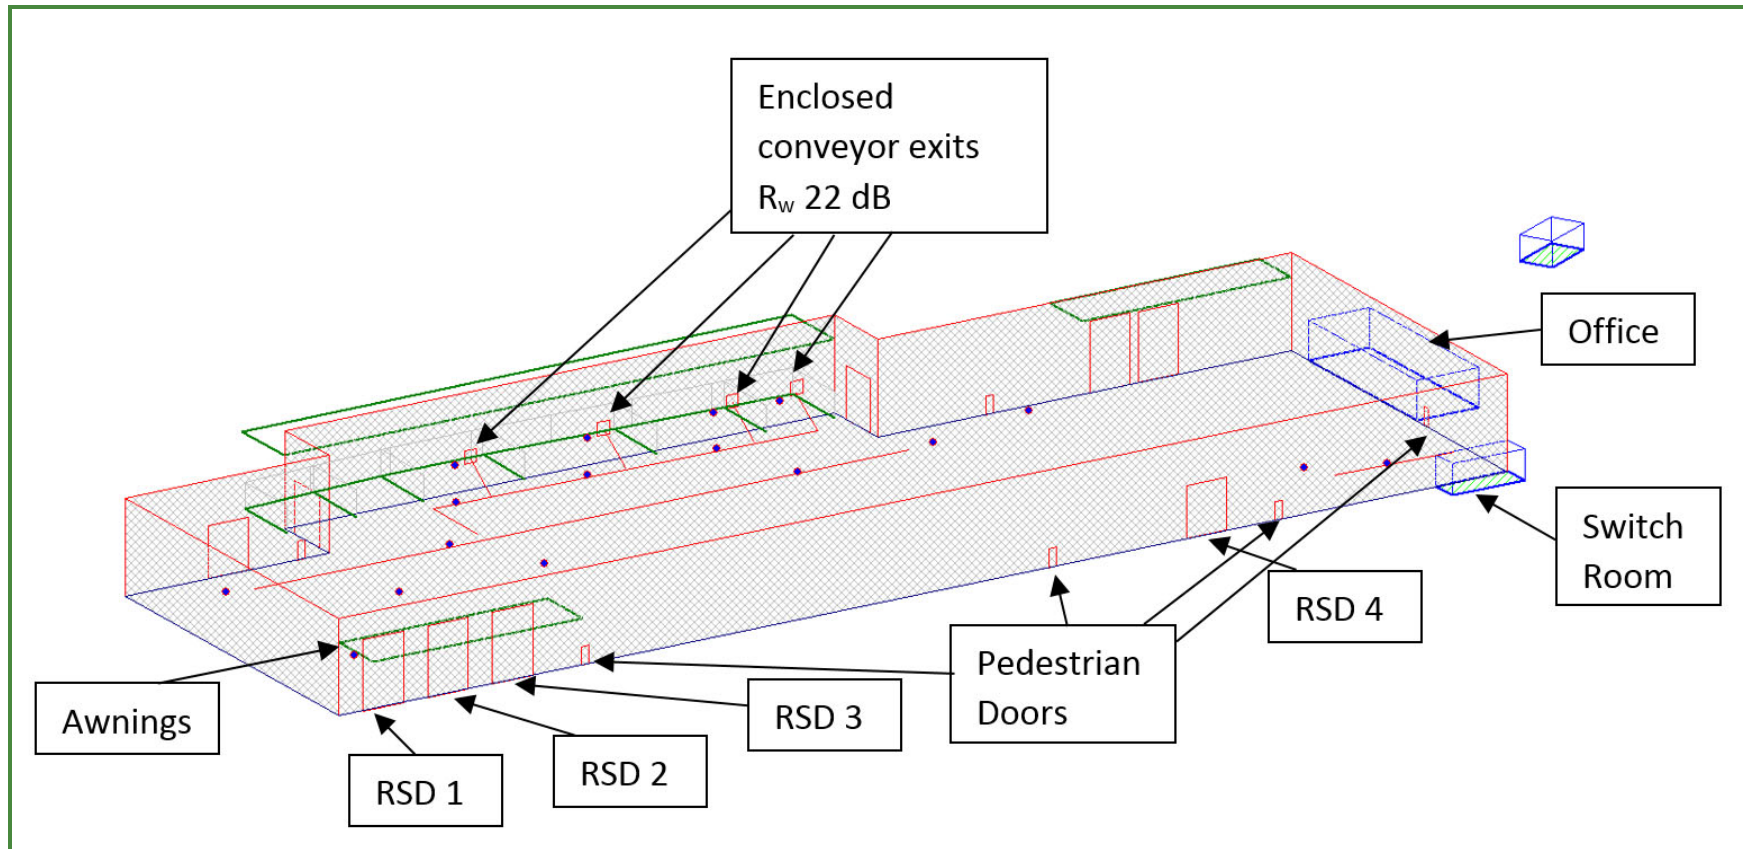 Enclosed
conveyor exits
Rw 22 dB
Office
Switch
Room
RSD 4
Pedestrian
Doors
RSD 3
Awnings
RSD 2
RSD 1